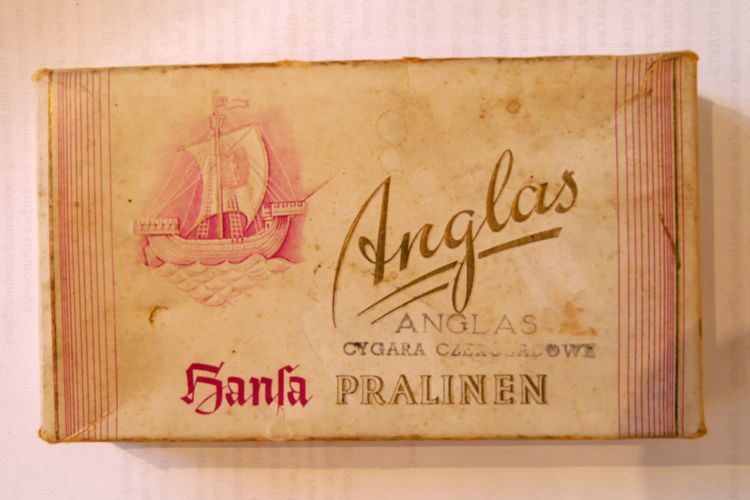 Anglas
ANGLAS
CYGARA CZEKOLADOWE
Hansa PRALINEN